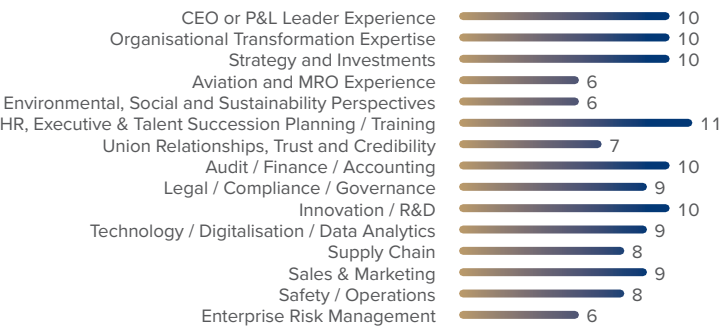 CEO or P&L Leader Experience 10
Organisational Transformation Expertise 10
Strategy and Investments 10
Aviation and MRO Experience 6
Environmental, Social and Sustainability Perspectives 6
HR, Executive & Talent Succession Planning / Training 11
Union Relationships, Trust and Credibility 7
Audit / Finance / Accounting 10
Legal / Compliance / Governance 9
Innovation / R&D 10
Technology / Digitalisation / Data Analytics 9
Supply Chain 8
Sales & Marketing 9
Safety / Operations 8
Enterprise Risk Management 6